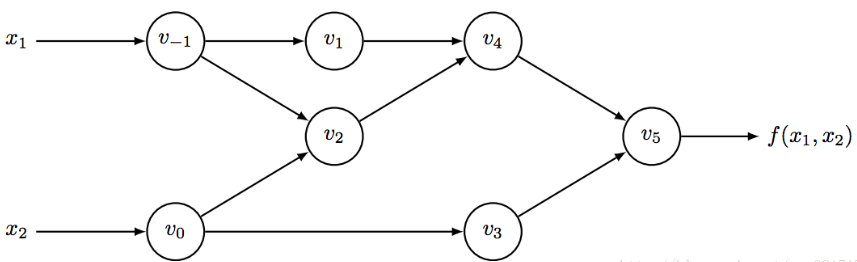 x₁ v₋₁ v₁ v₄
v₂ v₅ f(x₁, x₂)
x₂ v₀ v₃